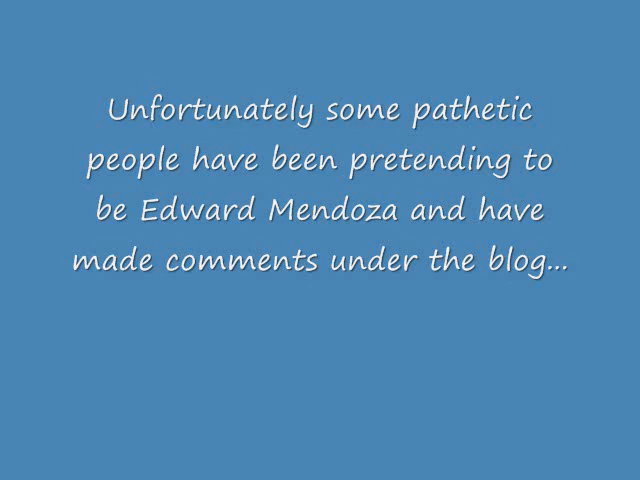 Unfortunately some pathetic
people have been pretending to
be Edward Mendoza and have
made comments under the blog...